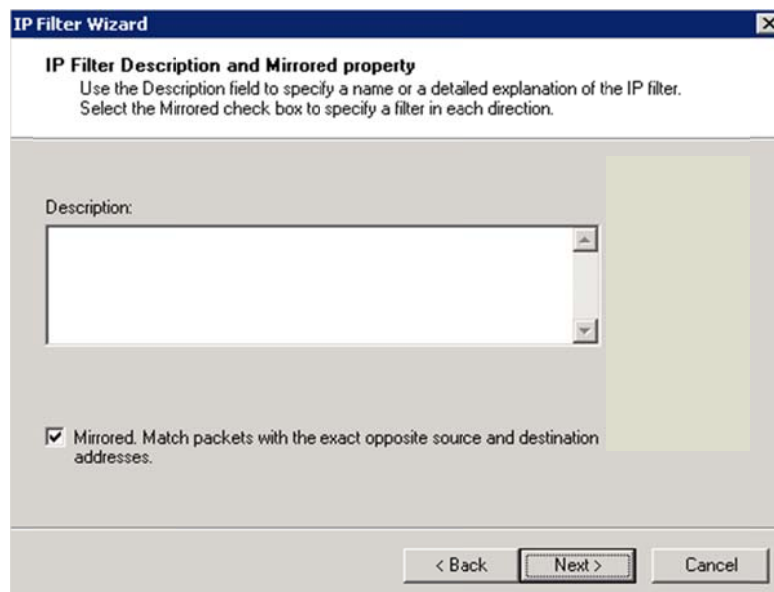 IP Filter Wizard
IP Filter Description and Mirrored property
Use the Description field to specify a name or a detailed explanation of the IP filter.
Select the Mirrored check box to specify a filter in each direction.
Description:
Mirrored. Match packets with the exact opposite source and destination
addresses.
< Back Next > Cancel